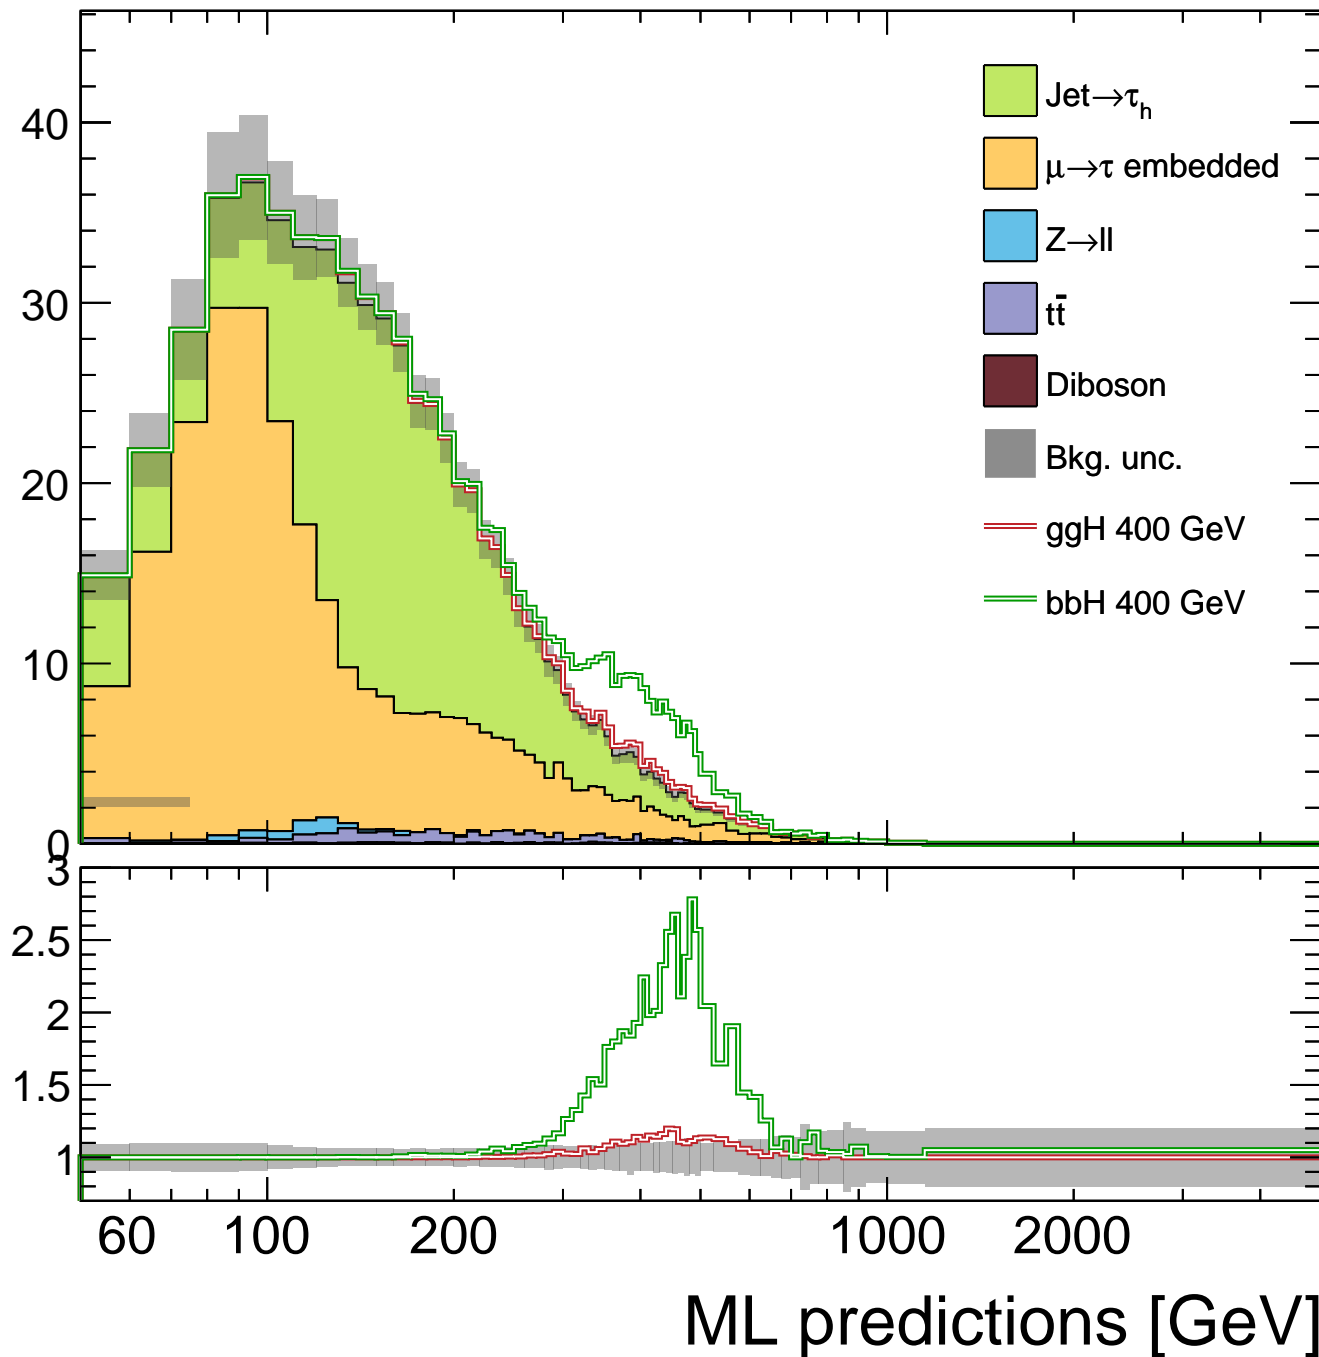 40
30
20
10
0
Jet→τh
μ→τ embedded
Z→ll
tt̄
Diboson
Bkg. unc.
ggH 400 GeV
bbH 400 GeV
3
2.5
2
1.5
1
60 100 200 1000 2000
ML predictions [GeV]